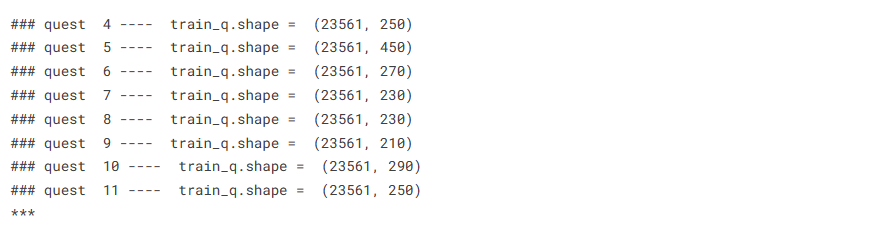 ### quest  4 ----  train_q.shape =  (23561, 250)
### quest  5 ----  train_q.shape =  (23561, 450)
### quest  6 ----  train_q.shape =  (23561, 270)
### quest  7 ----  train_q.shape =  (23561, 230)
### quest  8 ----  train_q.shape =  (23561, 230)
### quest  9 ----  train_q.shape =  (23561, 210)
### quest  10 ----  train_q.shape =  (23561, 290)
### quest  11 ----  train_q.shape =  (23561, 250)
***